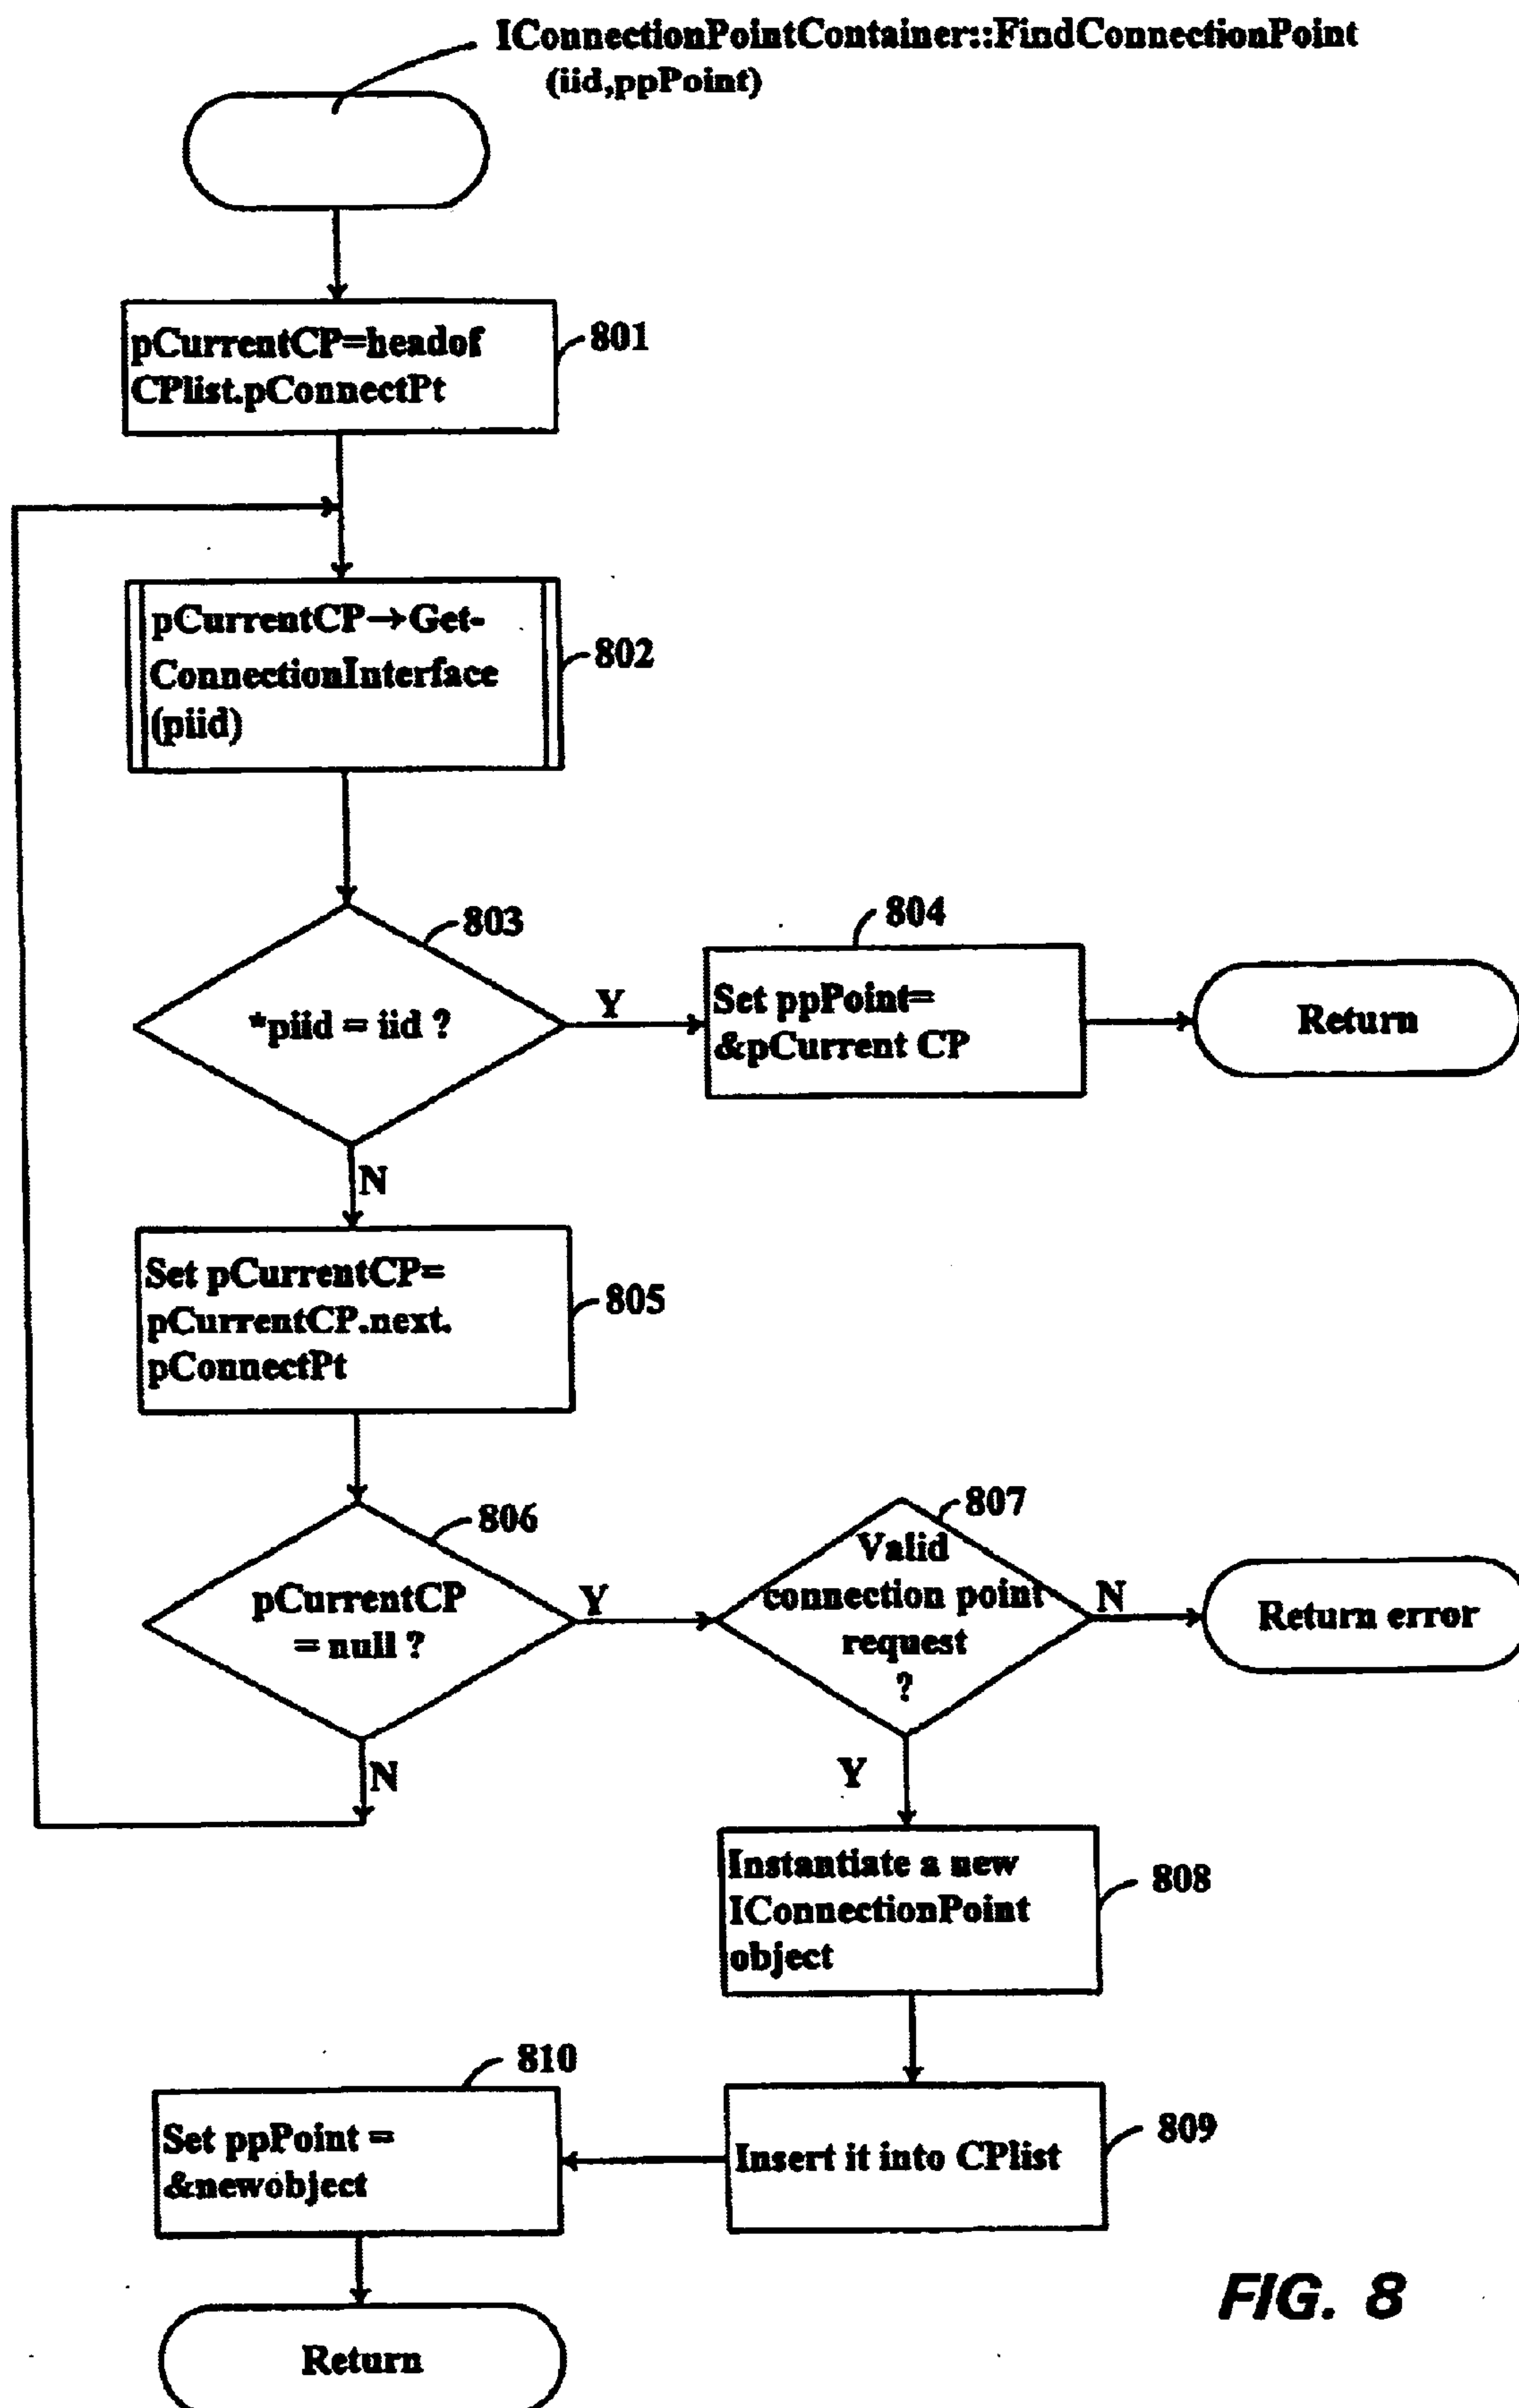 IConnectionPointContainer::FindConnectionPoint
(iid,ppPoint)
pCurrentCP=headof
CPlist.pConnectPt
801
pCurrentCP→Get-
ConnectionInterface
(piid)
802
803
*piid = iid ?
Y
804
Set ppPoint=
&pCurrent CP
Return
N
Set pCurrentCP=
pCurrentCP.next.
pConnectPt
805
806
pCurrentCP
= null ?
Y
807
Valid
connection point
request
?
N
Return error
N
Y
Instantiate a new
IConnectionPoint
object
808
Insert it into CPlist
809
810
Set ppPoint =
&newobject
Return
FIG. 8